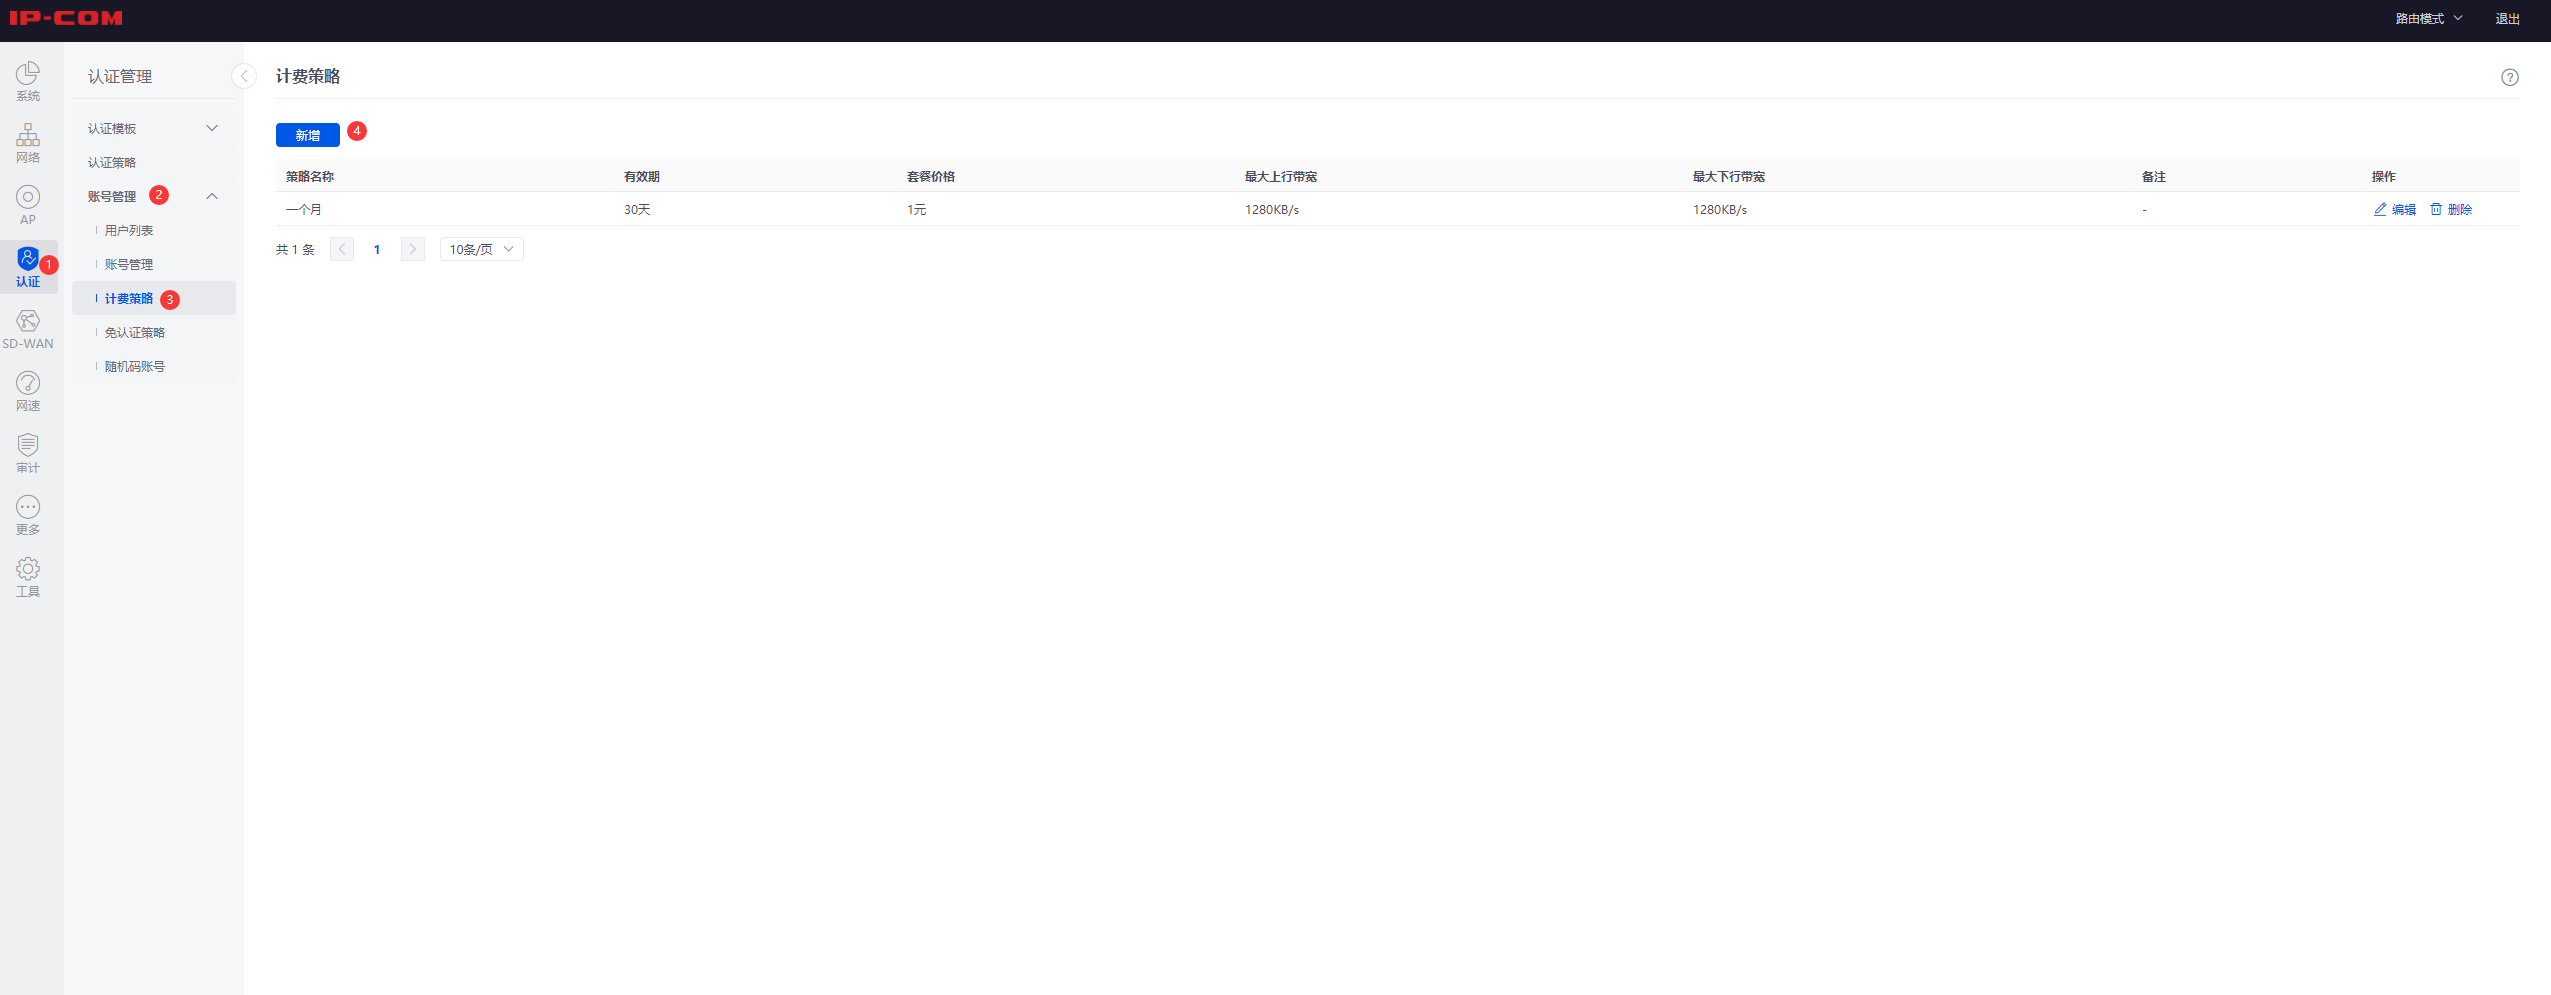 IP-COM
路由模式 退出
系统
网络
AP
认证 1
SD-WAN
网速
审计
更多
工具
认证管理
认证模板
认证策略
账号管理 2
用户列表
账号管理
计费策略 3
免认证策略
随机码账号
计费策略
?
新增 4
策略名称 有效期 套餐价格 最大上行带宽 最大下行带宽 备注 操作
一个月 30天 1元 1280KB/s 1280KB/s - 编辑 删除
共 1 条 1 10条/页